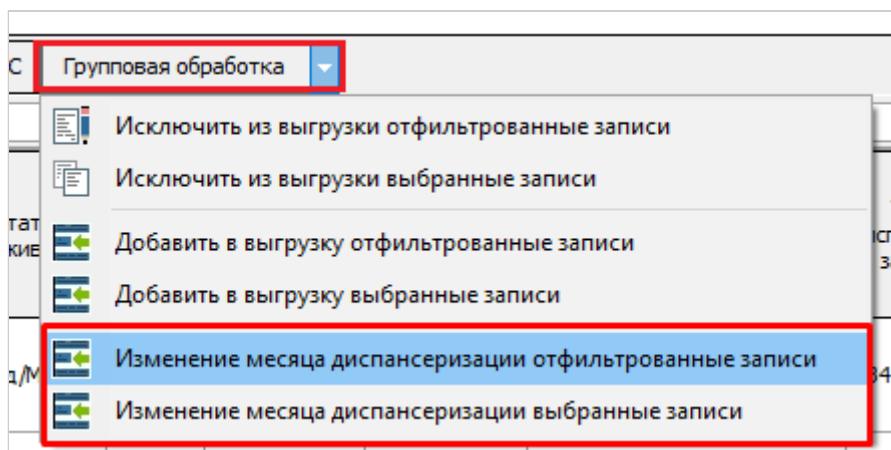 С Групповая обработка
Исключить из выгрузки отфильтрованные записи
Исключить из выгрузки выбранные записи
Добавить в выгрузку отфильтрованные записи
Добавить в выгрузку выбранные записи
Изменение месяца диспансеризации отфильтрованные записи
Изменение месяца диспансеризации выбранные записи